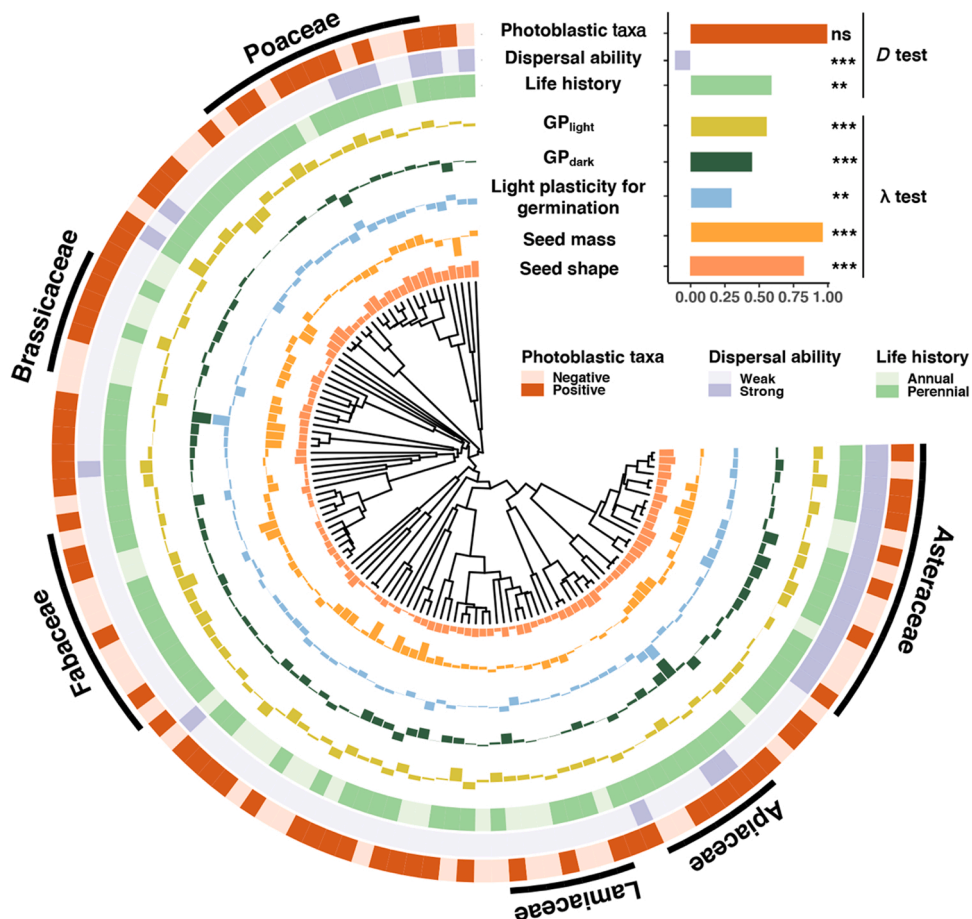 Photoblastic taxa
ns
Dispersal ability
***
D test
Life history
**
GPlight
***
GPdark
***
Light plasticity for
germination
**
λ test
Seed mass
***
Seed shape
***
0.00 0.25 0.50 0.75 1.00
Photoblastic taxa
Negative
Positive
Dispersal ability
Weak
Strong
Life history
Annual
Perennial
Poaceae
Brassicaceae
Fabaceae
Lamiaceae
Apiaceae
Asteraceae